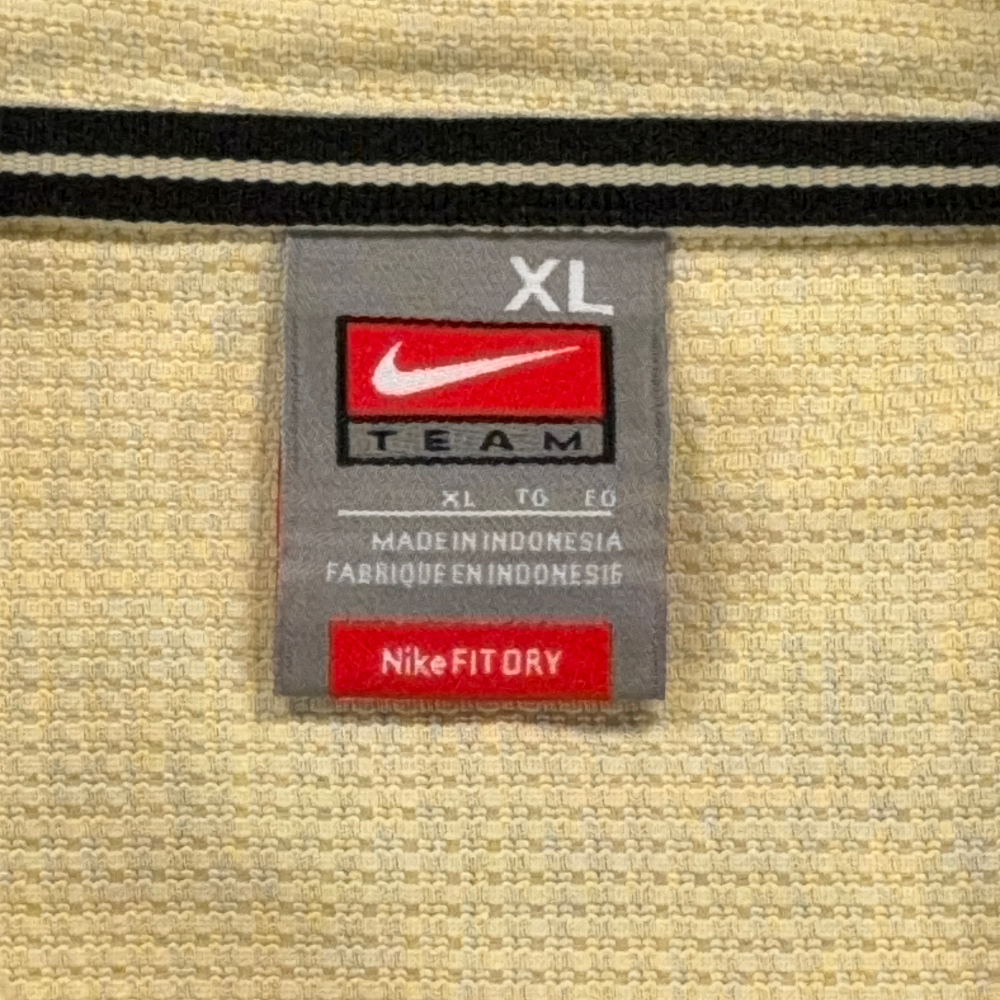 XL
TEAM
XL TG EG
MADE IN INDONESIA
FABRIQUE EN INDONESIE
Nike FIT DRY